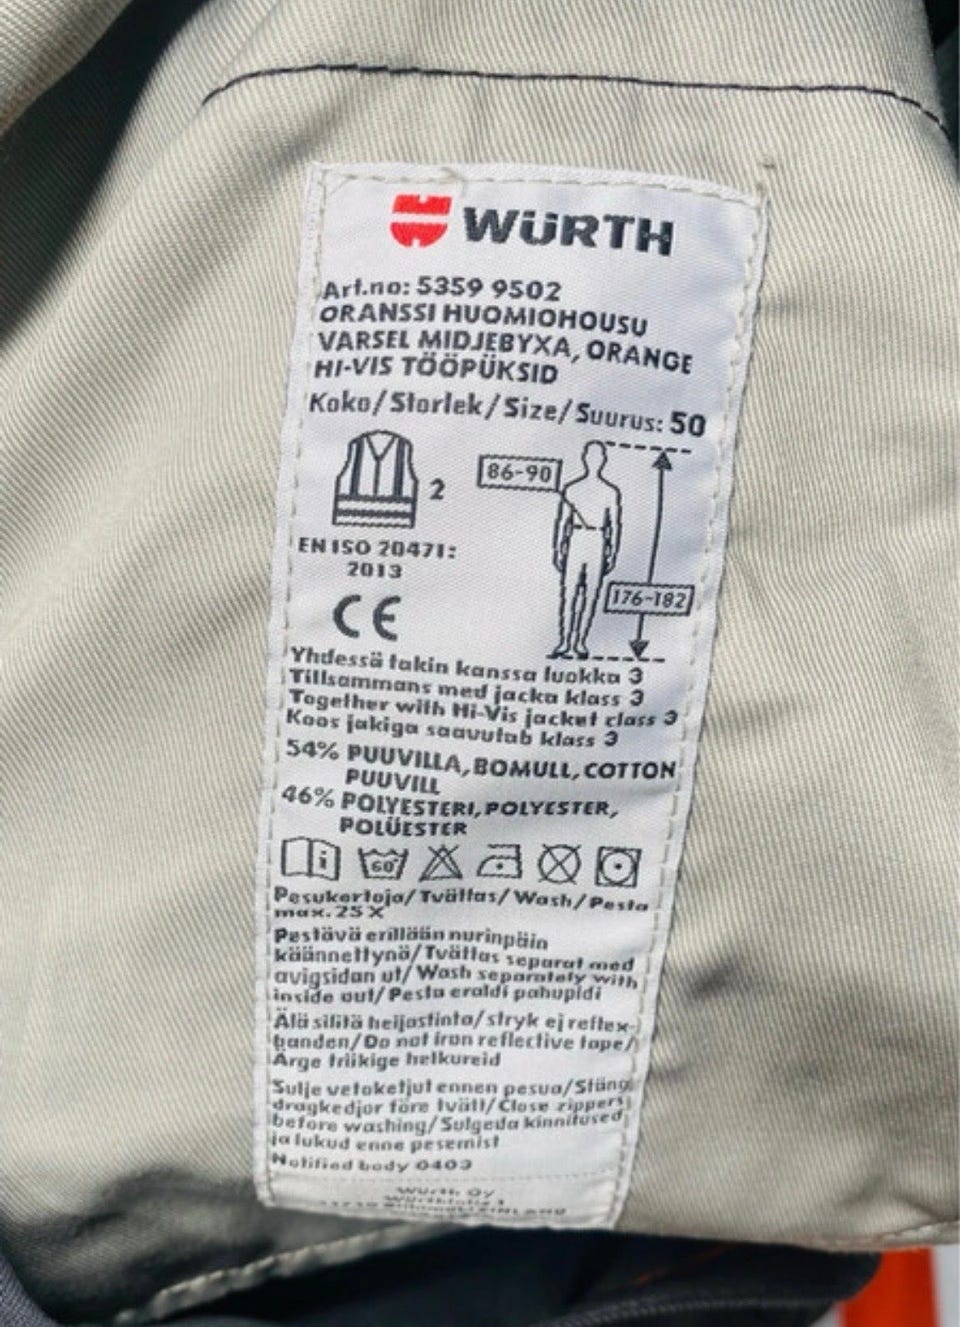 WÜRTH
Art.no: 5359 9502
ORANSSI HUOMIOHOUSU
VARSEL MIDJEBYXA, ORANGE
HI-VIS TÖÖPÜKSID
Koko/Storlek/Size/Suurus: 50
2
86-90
EN ISO 20471:
2013
176-182
CE
Yhdessä takin kanssa luokka 3
Tillsammans med jacka klass 3
Together with Hi-Vis jacket class 3
Koos jakiga saavutab klass 3
54% PUUVILLA, BOMULL, COTTON
PUUVILL
46% POLYESTERI, POLYESTER,
POLÜESTER
i 60
Pesukertoja/Tvättas/Wash/Pesta
max. 25 X
Pestävä erillään nurinpäin
käännettynä/Tvättas separat med
avigsidan ut/Wash separately with
inside out/Pesta eraldi pahupidi
Älä silitä heijastinta/stryk ej reflex-
banden/Do not iron reflective tape/
Ärge triikige helkureid
Sulje vetoketjut ennen pesua/Stäng
dragkedjor före tvätt/Close zippers
before washing/Sulgeda kinnitused
ja lukud enne pesemist
Notified body 0403
Würth Oy